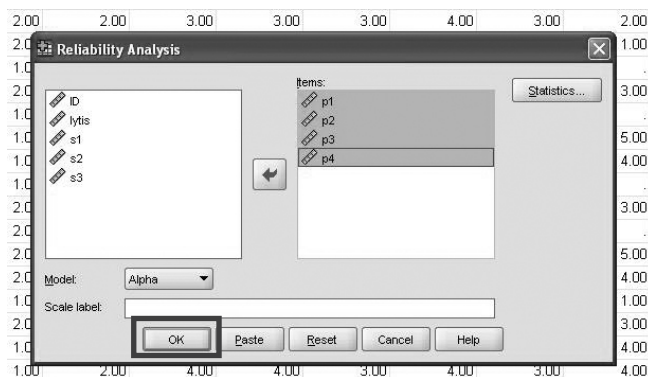 2.00 2.00 3.00 3.00 3.00 4.00 3.00 2.00
Reliability Analysis
Items:
Statistics...
ID
lytis
s1
s2
s3
p1
p2
p3
p4
Model:
Alpha
Scale label:
OK
Paste
Reset
Cancel
Help
1.00
3.00
5.00
4.00
3.00
5.00
4.00
1.00
3.00
4.00
1.00 2.00 4.00 4.00 3.00 3.00 4.00